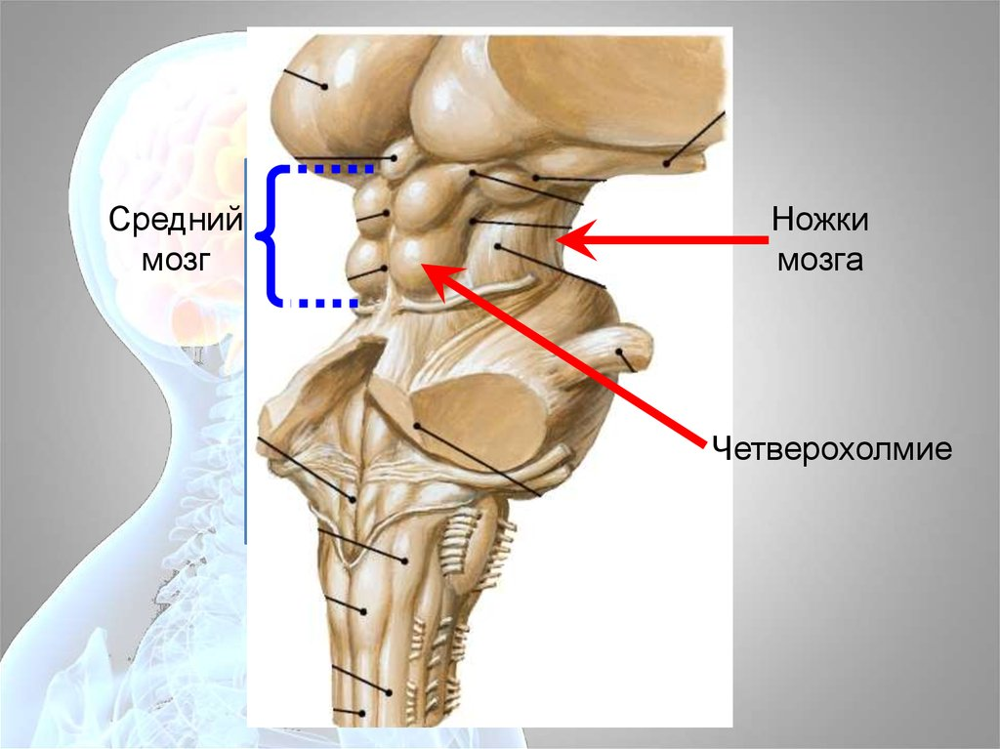 Средний
мозг
Ножки
мозга
Четверохолмие